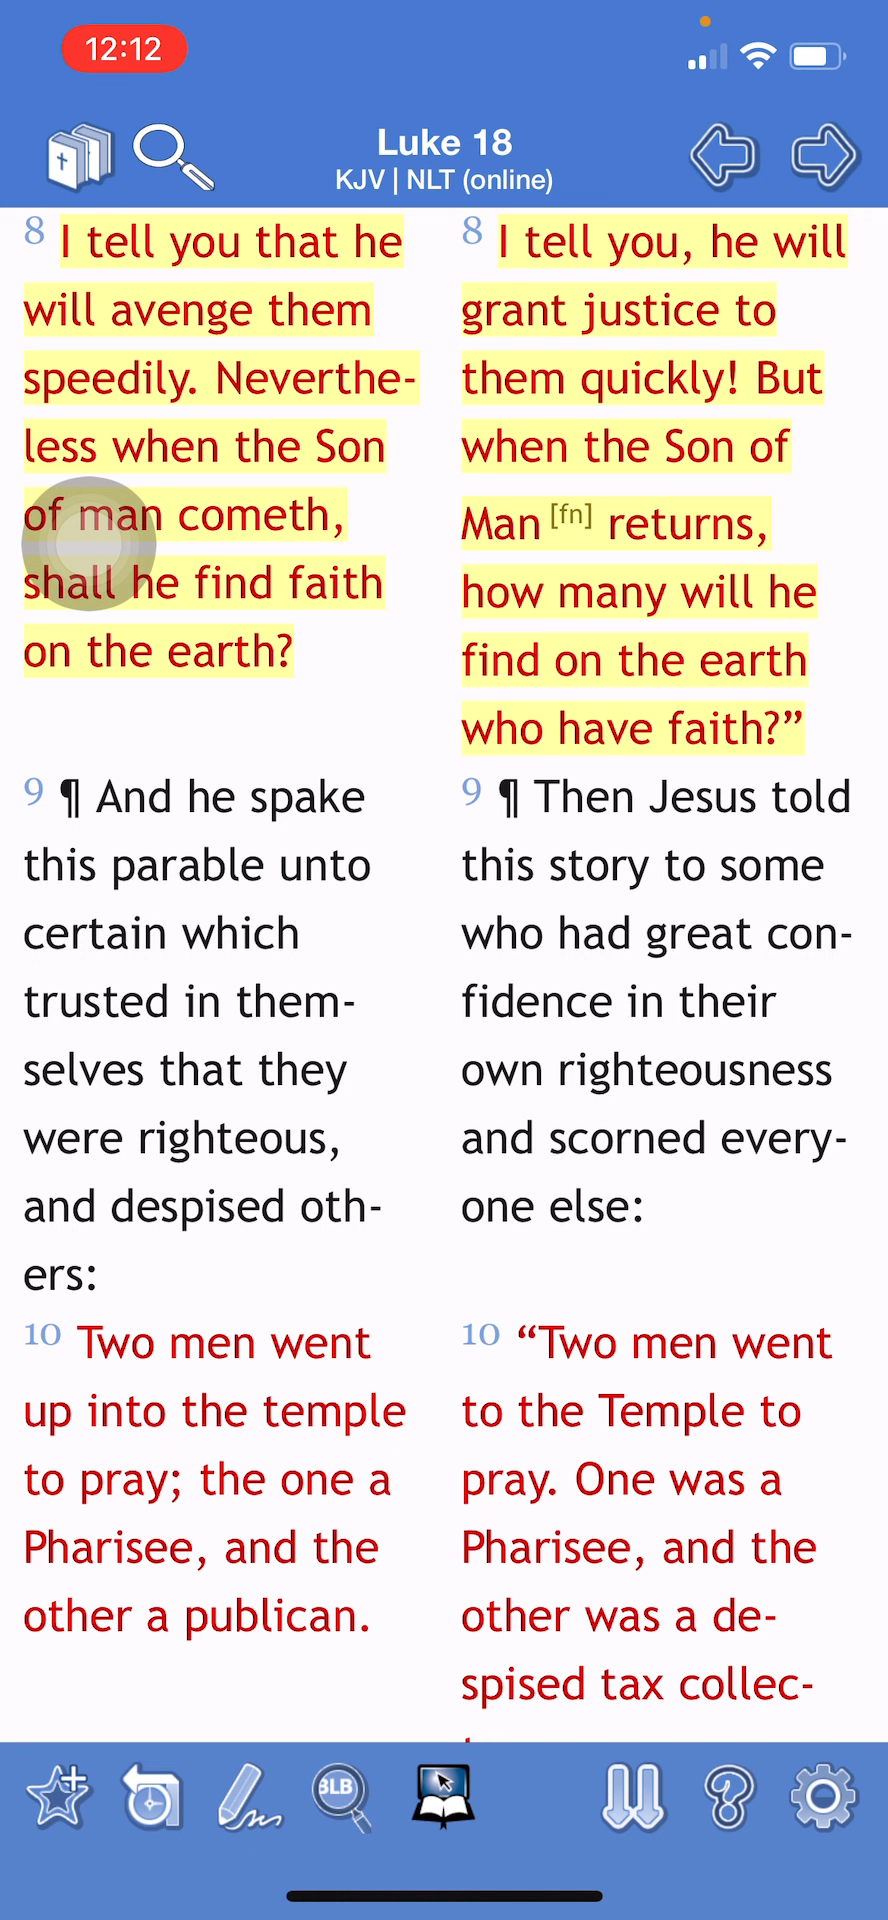 12:12
Luke 18
KJV | NLT (online)
8 I tell you that he
will avenge them
speedily. Neverthe-
less when the Son
of man cometh,
shall he find faith
on the earth?
9 ¶ And he spake
this parable unto
certain which
trusted in them-
selves that they
were righteous,
and despised oth-
ers:
10 Two men went
up into the temple
to pray; the one a
Pharisee, and the
other a publican.
8 I tell you, he will
grant justice to
them quickly! But
when the Son of
Man [fn] returns,
how many will he
find on the earth
who have faith?”
9 ¶ Then Jesus told
this story to some
who had great con-
fidence in their
own righteousness
and scorned every-
one else:
10 “Two men went
to the Temple to
pray. One was a
Pharisee, and the
other was a de-
spised tax collec-
BLB